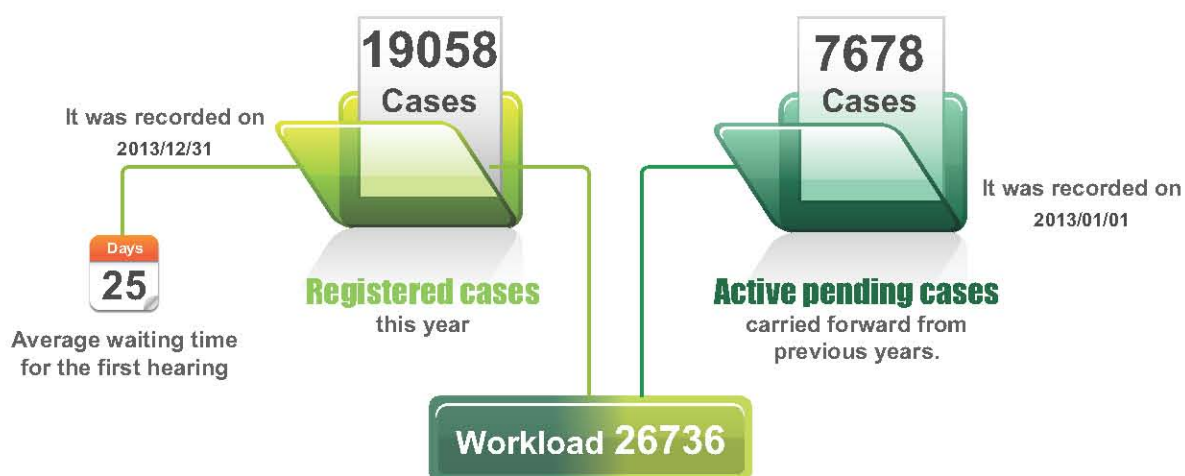 19058
Cases
It was recorded on
2013/12/31
Days
25
Average waiting time
for the first hearing
Registered cases
this year
7678
Cases
It was recorded on
2013/01/01
Active pending cases
carried forward from
previous years.
Workload 26736